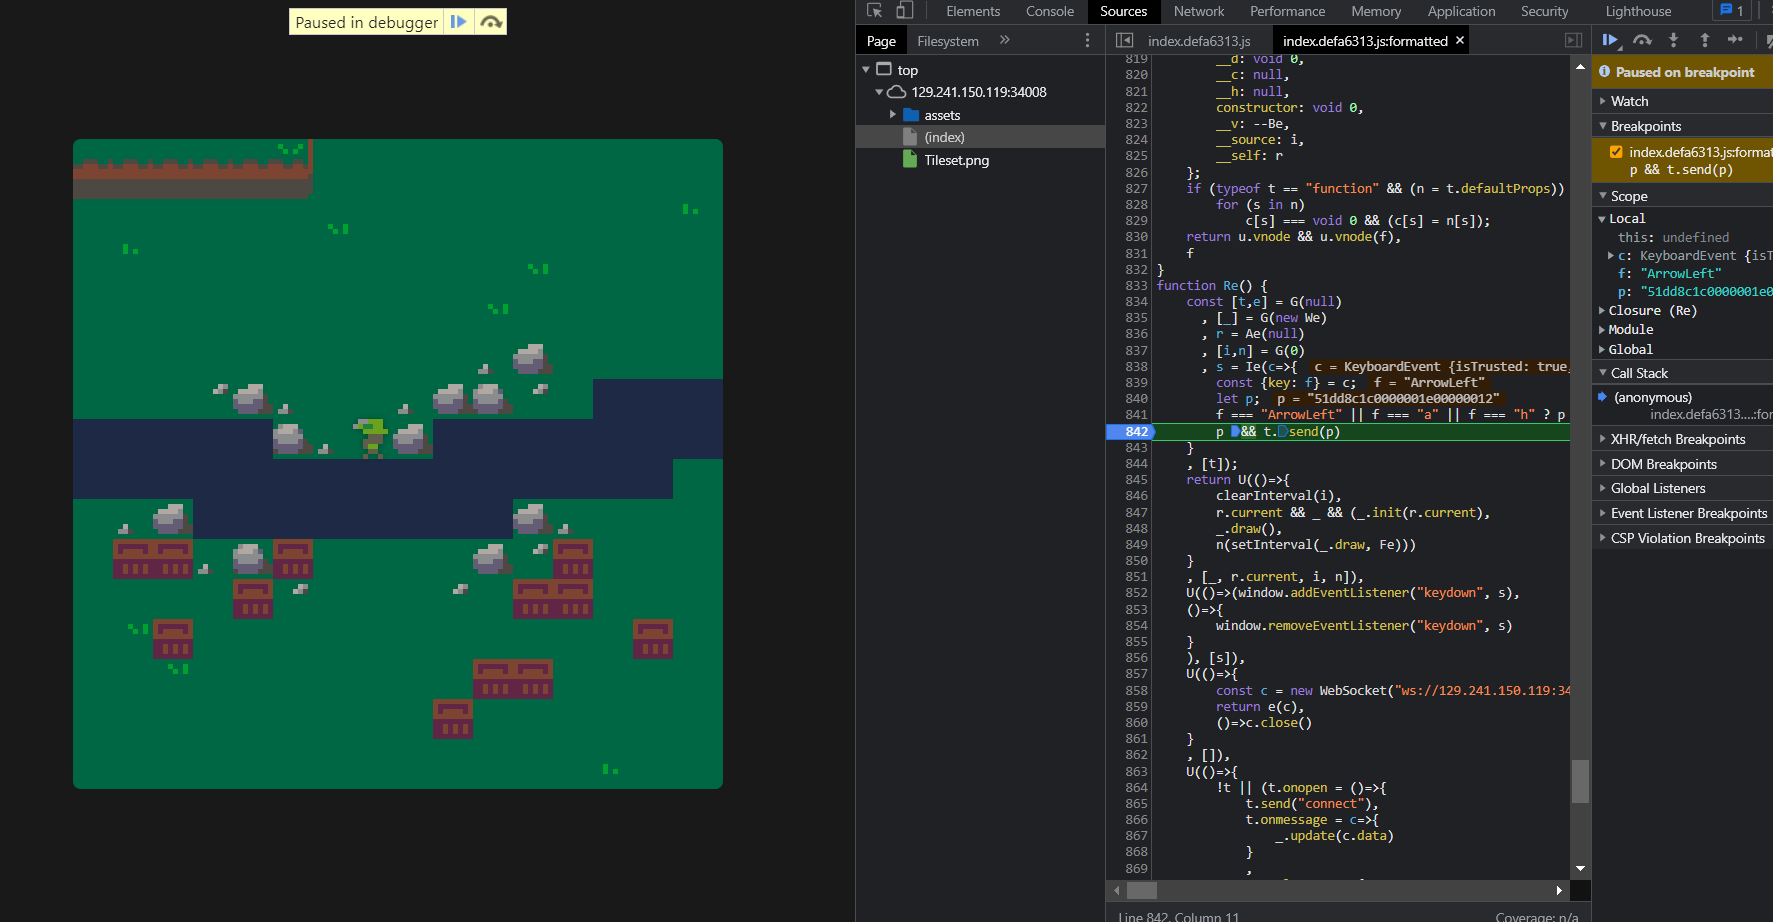 Paused in debugger
Elements Console Sources Network Performance Memory Application Security Lighthouse 1
Page Filesystem »
index.defa6313.js index.defa6313.js:formatted ×
top
129.241.150.119:34008
assets
(index)
Tileset.png
819 __d: void 0,
820 __c: null,
821 __h: null,
822 constructor: void 0,
823 __v: --Be,
824 __source: i,
825 __self: r
826 };
827 if (typeof t == "function" && (n = t.defaultProps))
828 for (s in n)
829 c[s] === void 0 && (c[s] = n[s]);
830 return u.vnode && u.vnode(f),
831 f
832 }
833 function Re() {
834 const [t,e] = G(null)
835 , [_] = G(new We)
836 , r = Ae(null)
837 , [i,n] = G(0)
838 , s = Ie(c=>{ c = KeyboardEvent {isTrusted: true,
839 const {key: f} = c; f = "ArrowLeft"
840 let p; p = "51dd8c1c0000001e00000012"
841 f === "ArrowLeft" || f === "a" || f === "h" ? p
842 p && t.send(p)
843 }
844 , [t]);
845 return U(()=>{
846 clearInterval(i),
847 r.current && _ && (_.init(r.current),
848 _.draw(),
849 n(setInterval(_.draw, Fe)))
850 }
851 , [_, r.current, i, n]),
852 U(()=>(window.addEventListener("keydown", s),
853 ()=>{
854 window.removeEventListener("keydown", s)
855 }
856 ), [s]),
857 U(()=>{
858 const c = new WebSocket("ws://129.241.150.119:34
859 return e(c),
860 ()=>c.close()
861 }
862 , []),
863 U(()=>{
864 !t || (t.onopen = ()=>{
865 t.send("connect"),
866 t.onmessage = c=>{
867 _.update(c.data)
868 }
869 ,
Line 842, Column 11 Coverage: n/a
Paused on breakpoint
Watch
Breakpoints
index.defa6313.js:format
p && t.send(p)
Scope
Local
this: undefined
c: KeyboardEvent {isT
f: "ArrowLeft"
p: "51dd8c1c0000001e0
Closure (Re)
Module
Global
Call Stack
(anonymous)
index.defa6313.…:for
XHR/fetch Breakpoints
DOM Breakpoints
Global Listeners
Event Listener Breakpoints
CSP Violation Breakpoints